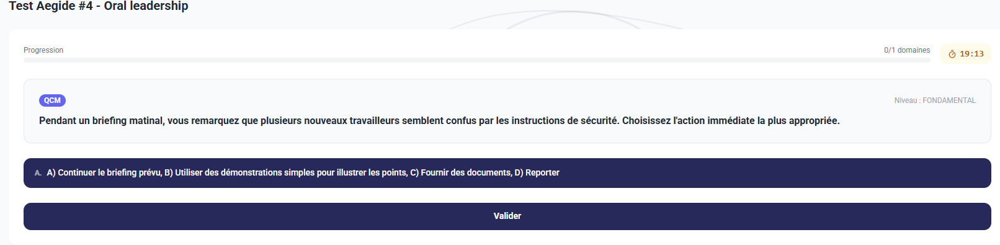 Test Aegide #4 - Oral leadership
Progression
0/1 domaines
19:13
QCM
Niveau : FONDAMENTAL
Pendant un briefing matinal, vous remarquez que plusieurs nouveaux travailleurs semblent confus par les instructions de sécurité. Choisissez l'action immédiate la plus appropriée.
A. A) Continuer le briefing prévu, B) Utiliser des démonstrations simples pour illustrer les points, C) Fournir des documents, D) Reporter
Valider